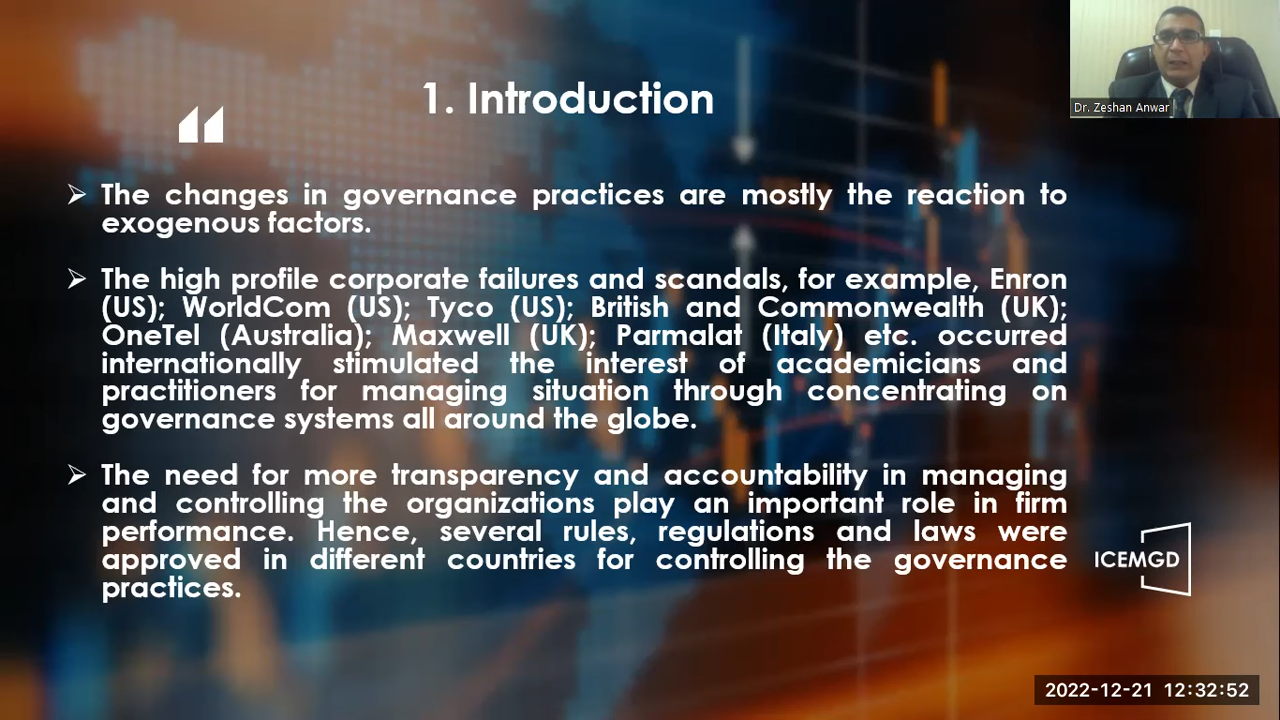 Dr. Zeshan Anwar
1. Introduction
➢ The changes in governance practices are mostly the reaction to
exogenous factors.
➢ The high profile corporate failures and scandals, for example, Enron
(US); WorldCom (US); Tyco (US); British and Commonwealth (UK);
OneTel (Australia); Maxwell (UK); Parmalat (Italy) etc. occurred
internationally stimulated the interest of academicians and
practitioners for managing situation through concentrating on
governance systems all around the globe.
➢ The need for more transparency and accountability in managing
and controlling the organizations play an important role in firm
performance. Hence, several rules, regulations and laws were
approved in different countries for controlling the governance
practices.
ICEMGD
2022-12-21 12:32:52